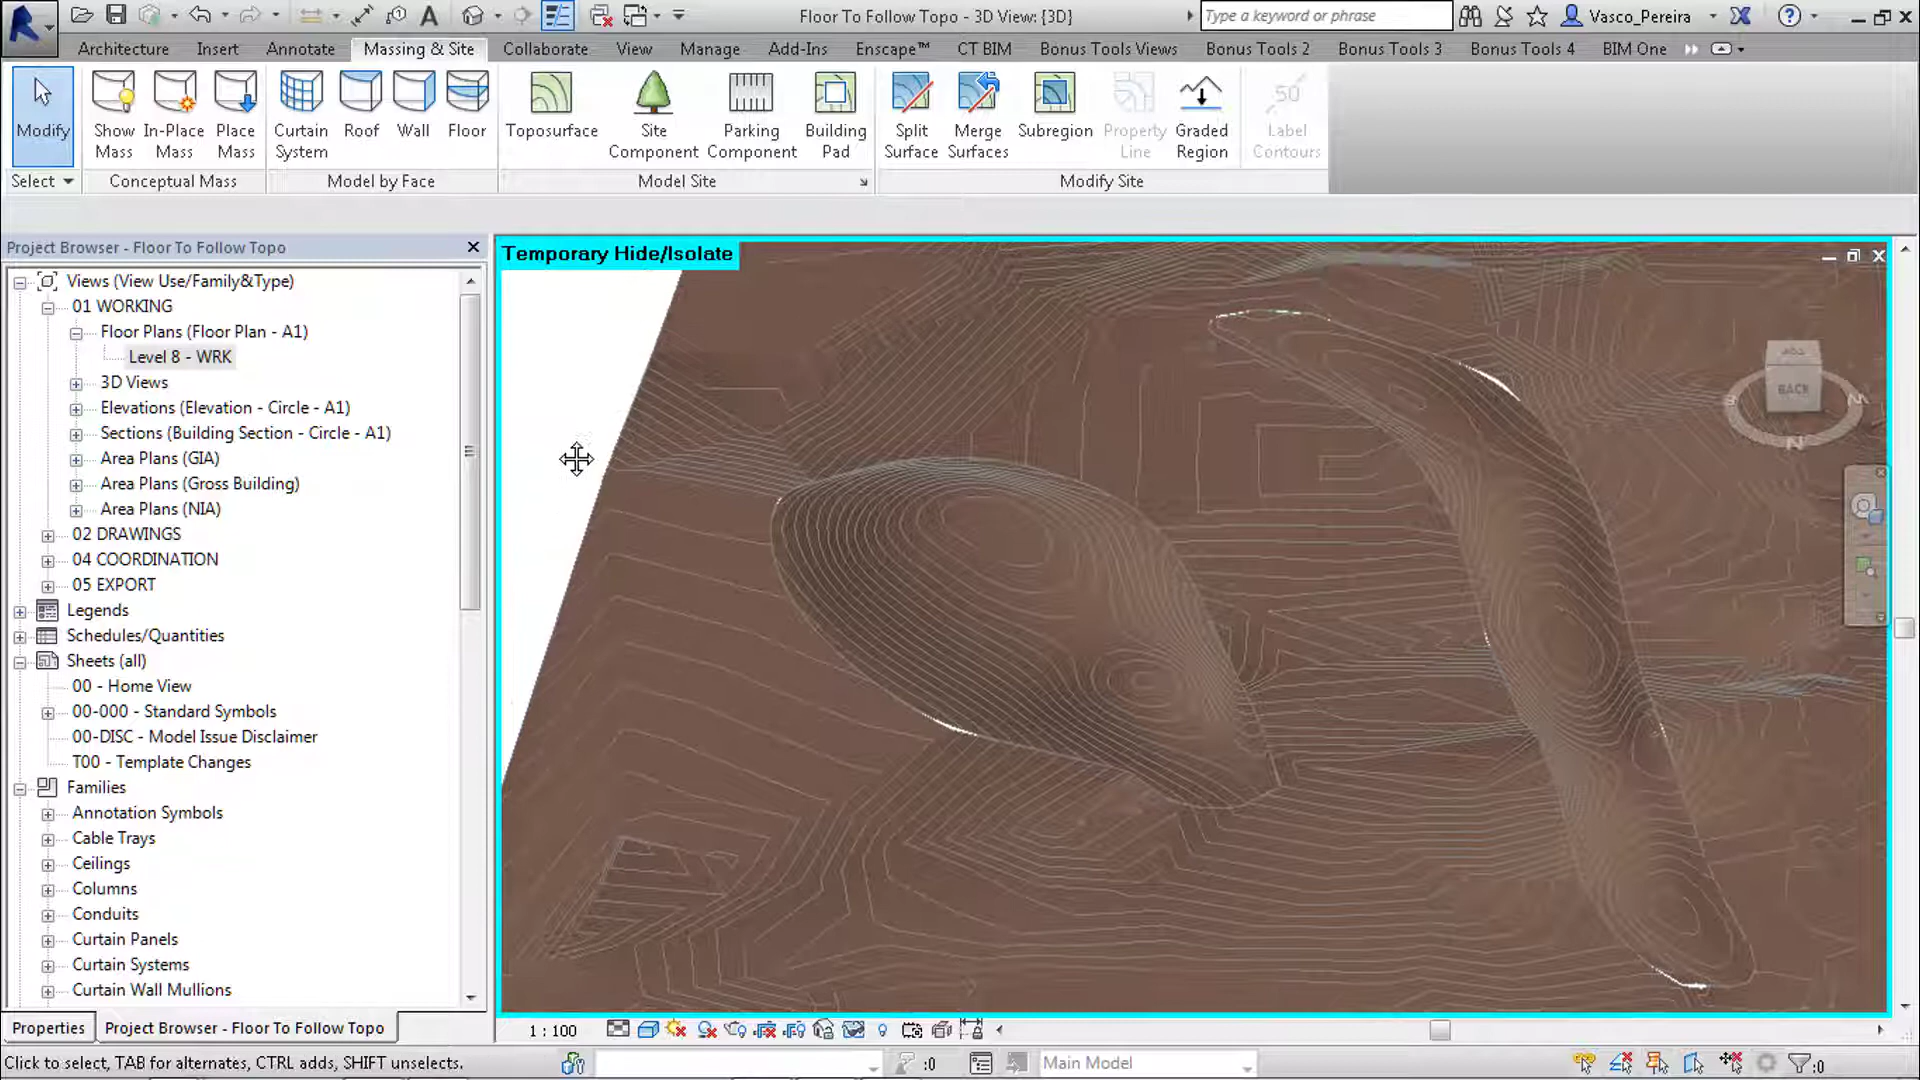 Floor To Follow Topo - 3D View: {3D}
Type a keyword or phrase
Vasco_Pereira
Architecture Insert Annotate Massing & Site Collaborate View Manage Add-Ins Enscape™ CT BIM Bonus Tools Views Bonus Tools 2 Bonus Tools 3 Bonus Tools 4 BIM One
Modify
Show Mass
In-Place Mass
Place Mass
Curtain System
Roof
Wall
Floor
Toposurface
Site Component
Parking Component
Building Pad
Split Surface
Merge Surfaces
Subregion
Property Line
Graded Region
50
Label Contours
Select
Conceptual Mass
Model by Face
Model Site
Modify Site
Project Browser - Floor To Follow Topo
Views (View Use/Family&Type)
01 WORKING
Floor Plans (Floor Plan - A1)
Level 8 - WRK
3D Views
Elevations (Elevation - Circle - A1)
Sections (Building Section - Circle - A1)
Area Plans (GIA)
Area Plans (Gross Building)
Area Plans (NIA)
02 DRAWINGS
04 COORDINATION
05 EXPORT
Legends
Schedules/Quantities
Sheets (all)
00 - Home View
00-000 - Standard Symbols
00-DISC - Model Issue Disclaimer
T00 - Template Changes
Families
Annotation Symbols
Cable Trays
Ceilings
Columns
Conduits
Curtain Panels
Curtain Systems
Curtain Wall Mullions
Properties
Project Browser - Floor To Follow Topo
Temporary Hide/Isolate
BACK
N
1 : 100
Click to select, TAB for alternates, CTRL adds, SHIFT unselects.
:0
Main Model
:0